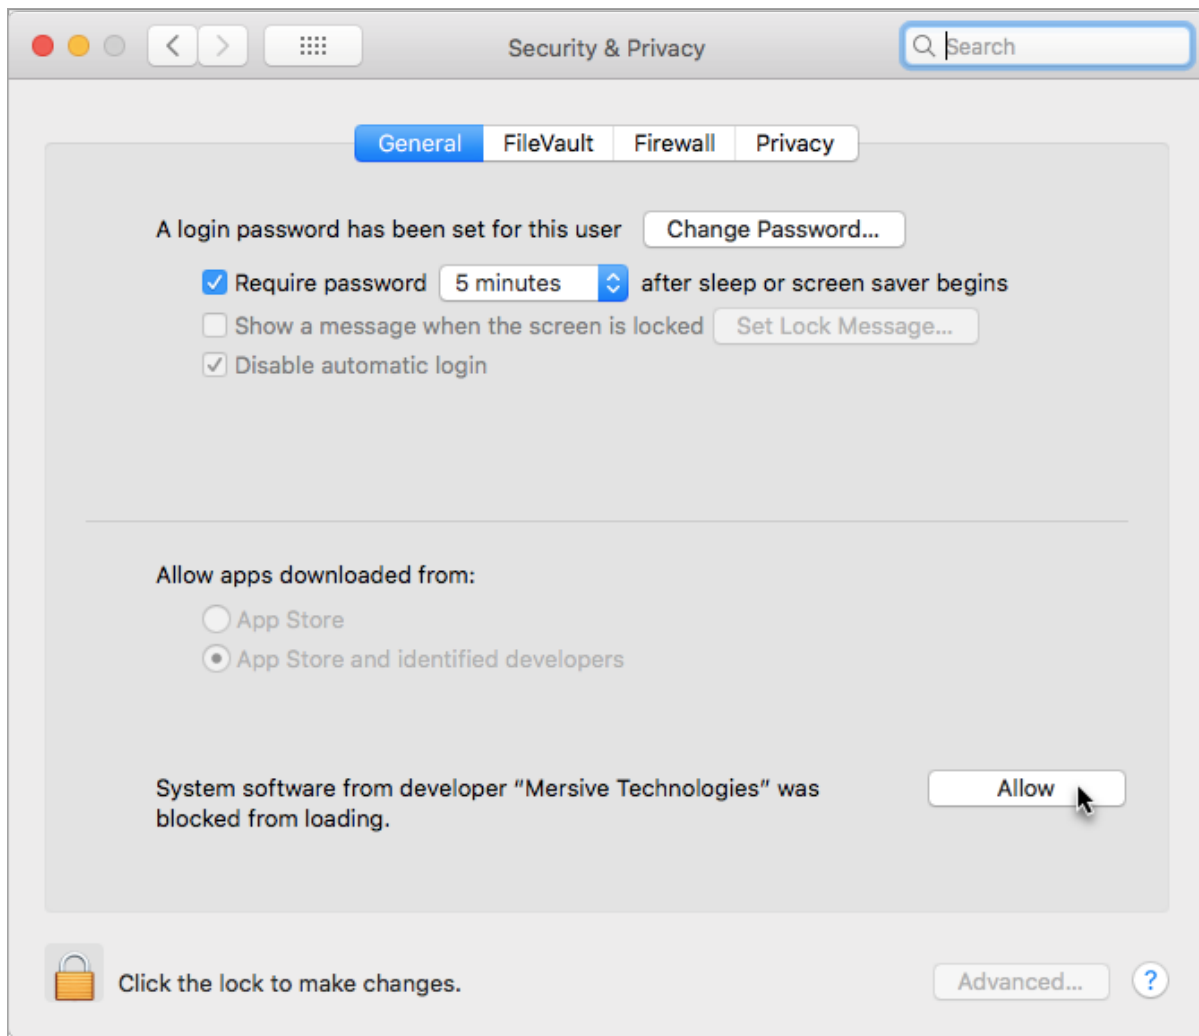 Security & Privacy
Search
General FileVault Firewall Privacy
A login password has been set for this user Change Password...
Require password 5 minutes after sleep or screen saver begins
Show a message when the screen is locked Set Lock Message...
Disable automatic login
Allow apps downloaded from:
App Store
App Store and identified developers
System software from developer “Mersive Technologies” was
blocked from loading.
Allow
Click the lock to make changes.
Advanced...
?